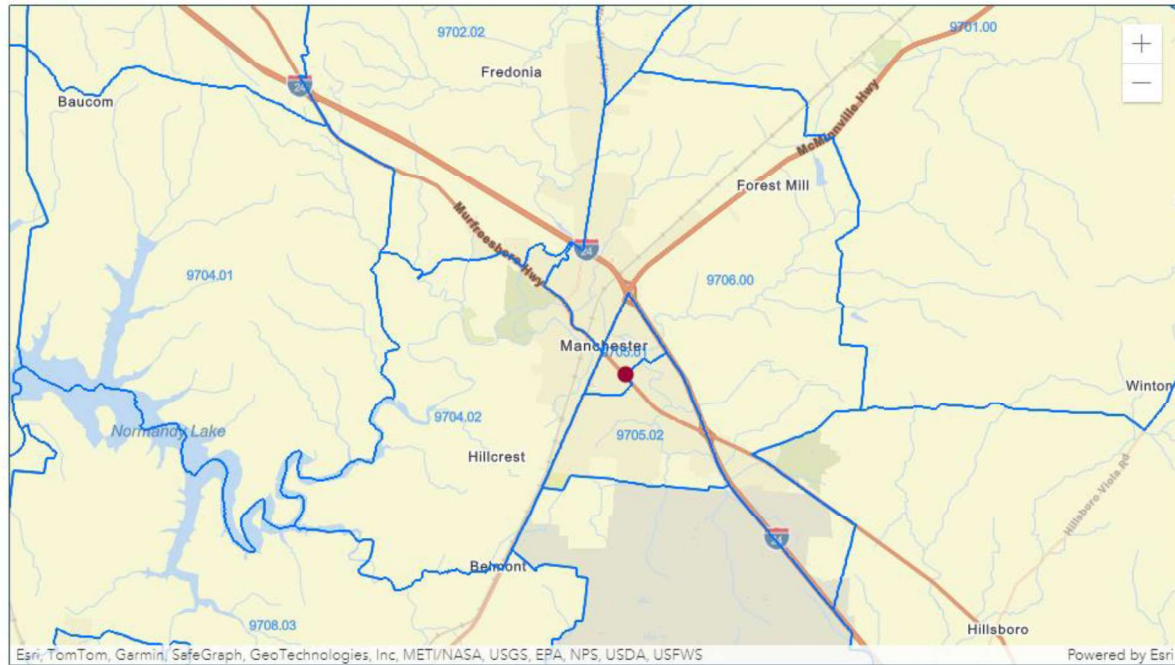 9702.02
9701.00
Fredonia
+
−
24
Baucom
McMinnville Hwy
Forest Mill
Murfreesboro Hwy
24
9704.01
9706.00
Manchester
9705.01
Winton
9704.02
Normandy Lake
9705.02
Hillcrest
Hillsboro-Viola Rd
24
Belmont
9708.03
Hillsboro
Esri, TomTom, Garmin, SafeGraph, GeoTechnologies, Inc, METI/NASA, USGS, EPA, NPS, USDA, USFWS
Powered by Esri